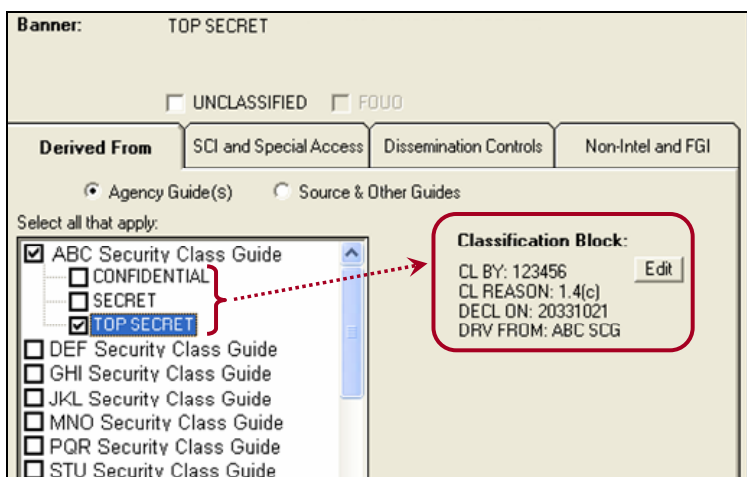 Banner: TOP SECRET
UNCLASSIFIED FOUO
Derived From SCI and Special Access Dissemination Controls Non-Intel and FGI
Agency Guide(s) Source & Other Guides
Select all that apply:
ABC Security Class Guide
CONFIDENTIAL
SECRET
TOP SECRET
DEF Security Class Guide
GHI Security Class Guide
JKL Security Class Guide
MNO Security Class Guide
PQR Security Class Guide
STU Security Class Guide
Classification Block:
CL BY: 123456 Edit
CL REASON: 1.4(c)
DECL ON: 20331021
DRV FROM: ABC SCG